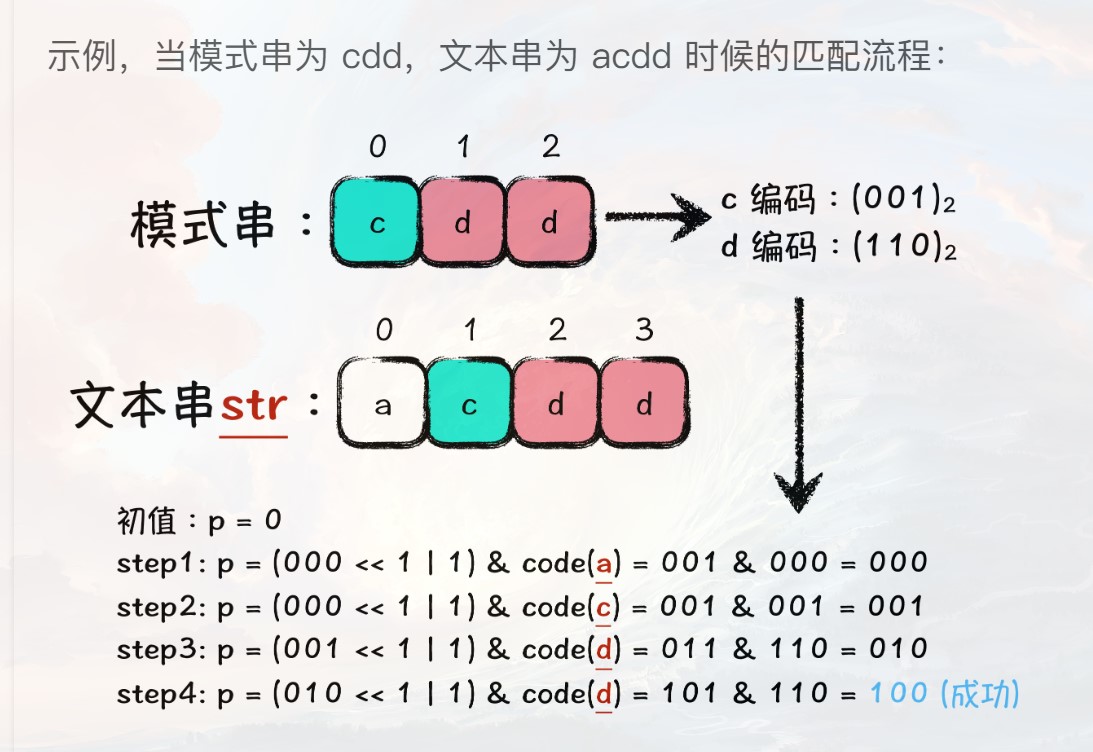 示例，当模式串为 cdd，文本串为 acdd 时候的匹配流程：
0 1 2
模式串： c d d
c 编码：(001)₂
d 编码：(110)₂
0 1 2 3
文本串str： a c d d
初值：p = 0
step1: p = (000 << 1 | 1) & code(a) = 001 & 000 = 000
step2: p = (000 << 1 | 1) & code(c) = 001 & 001 = 001
step3: p = (001 << 1 | 1) & code(d) = 011 & 110 = 010
step4: p = (010 << 1 | 1) & code(d) = 101 & 110 = 100 (成功)